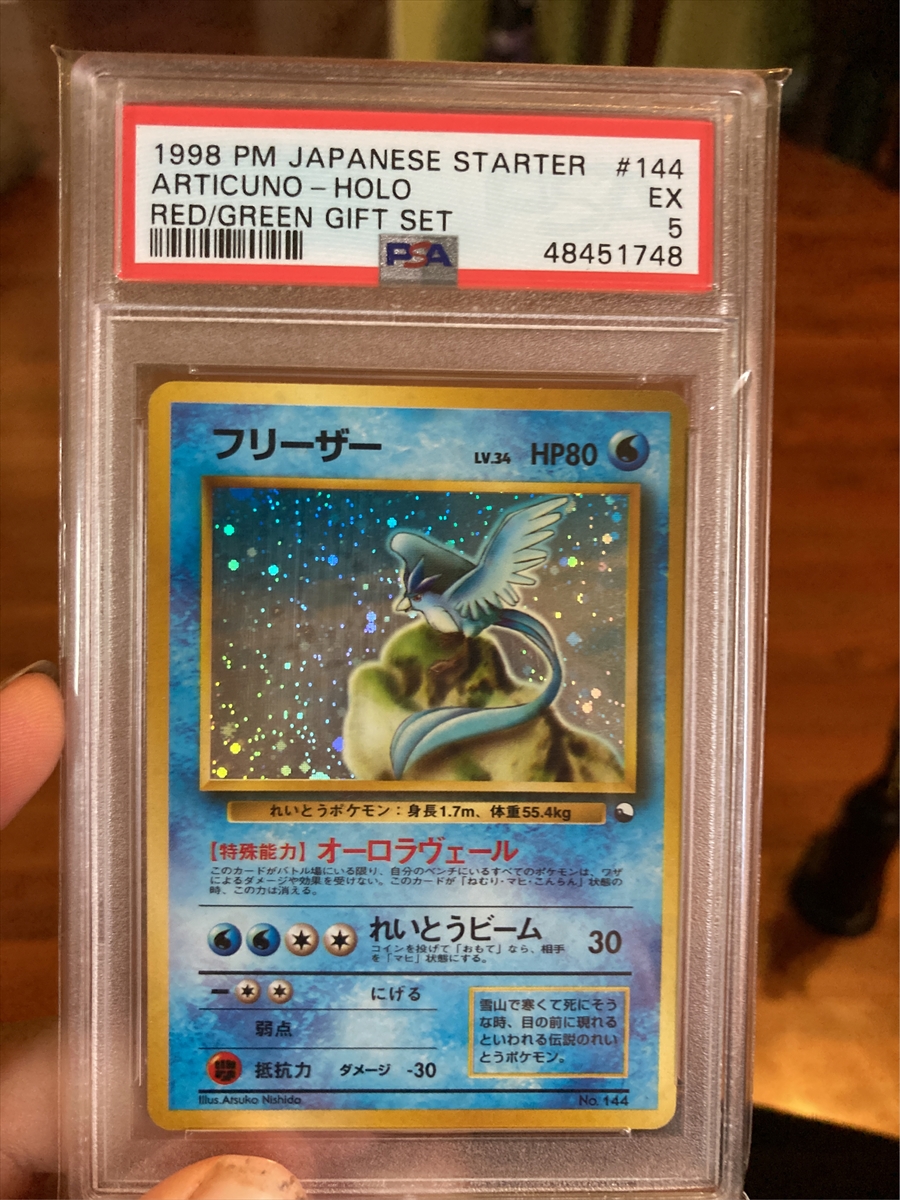 1998 PM JAPANESE STARTER #144
ARTICUNO - HOLO EX
RED/GREEN GIFT SET 5
PSA 48451748
フリーザー LV.34 HP80
れいとうポケモン：身長1.7m、体重55.4kg
【特殊能力】オーロラヴェール
このカードがバトル場にいる限り、自分のベンチにいるすべてのポケモンは、ワザ
によるダメージや効果を受けない。このカードが「ねむり・マヒ・こんらん」状態の
時、この力は消える。
れいとうビーム 30
コインを投げて「おもて」なら、相手
を「マヒ」状態にする。
にげる
弱点
抵抗力 ダメージ -30
雪山で寒くて死にそう
な時、目の前に現れる
といわれる伝説のれい
とうポケモン。
Illus.Atsuko Nishida No. 144